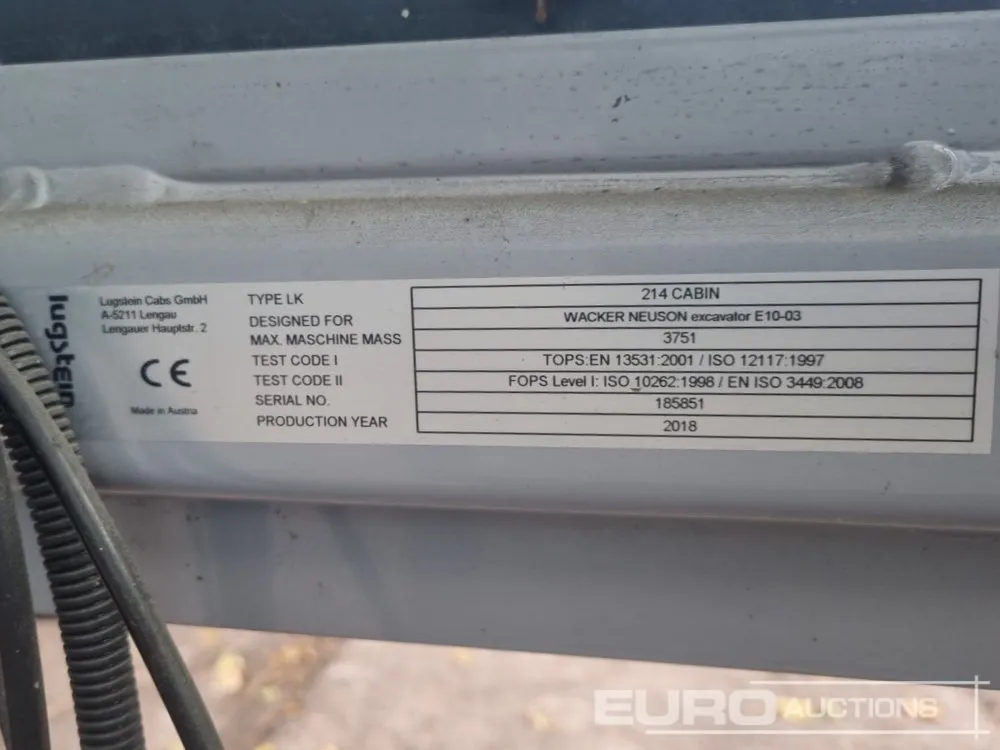 lugstein
Lugstein Cabs GmbH
A-5211 Lengau
Lengauer Hauptstr. 2
CE
Made in Austria
TYPE LK 214 CABIN
DESIGNED FOR WACKER NEUSON excavator E10-03
MAX. MASCHINE MASS 3751
TEST CODE I TOPS:EN 13531:2001 / ISO 12117:1997
TEST CODE II FOPS Level I: ISO 10262:1998 / EN ISO 3449:2008
SERIAL NO. 185851
PRODUCTION YEAR 2018
EURO AUCTIONS